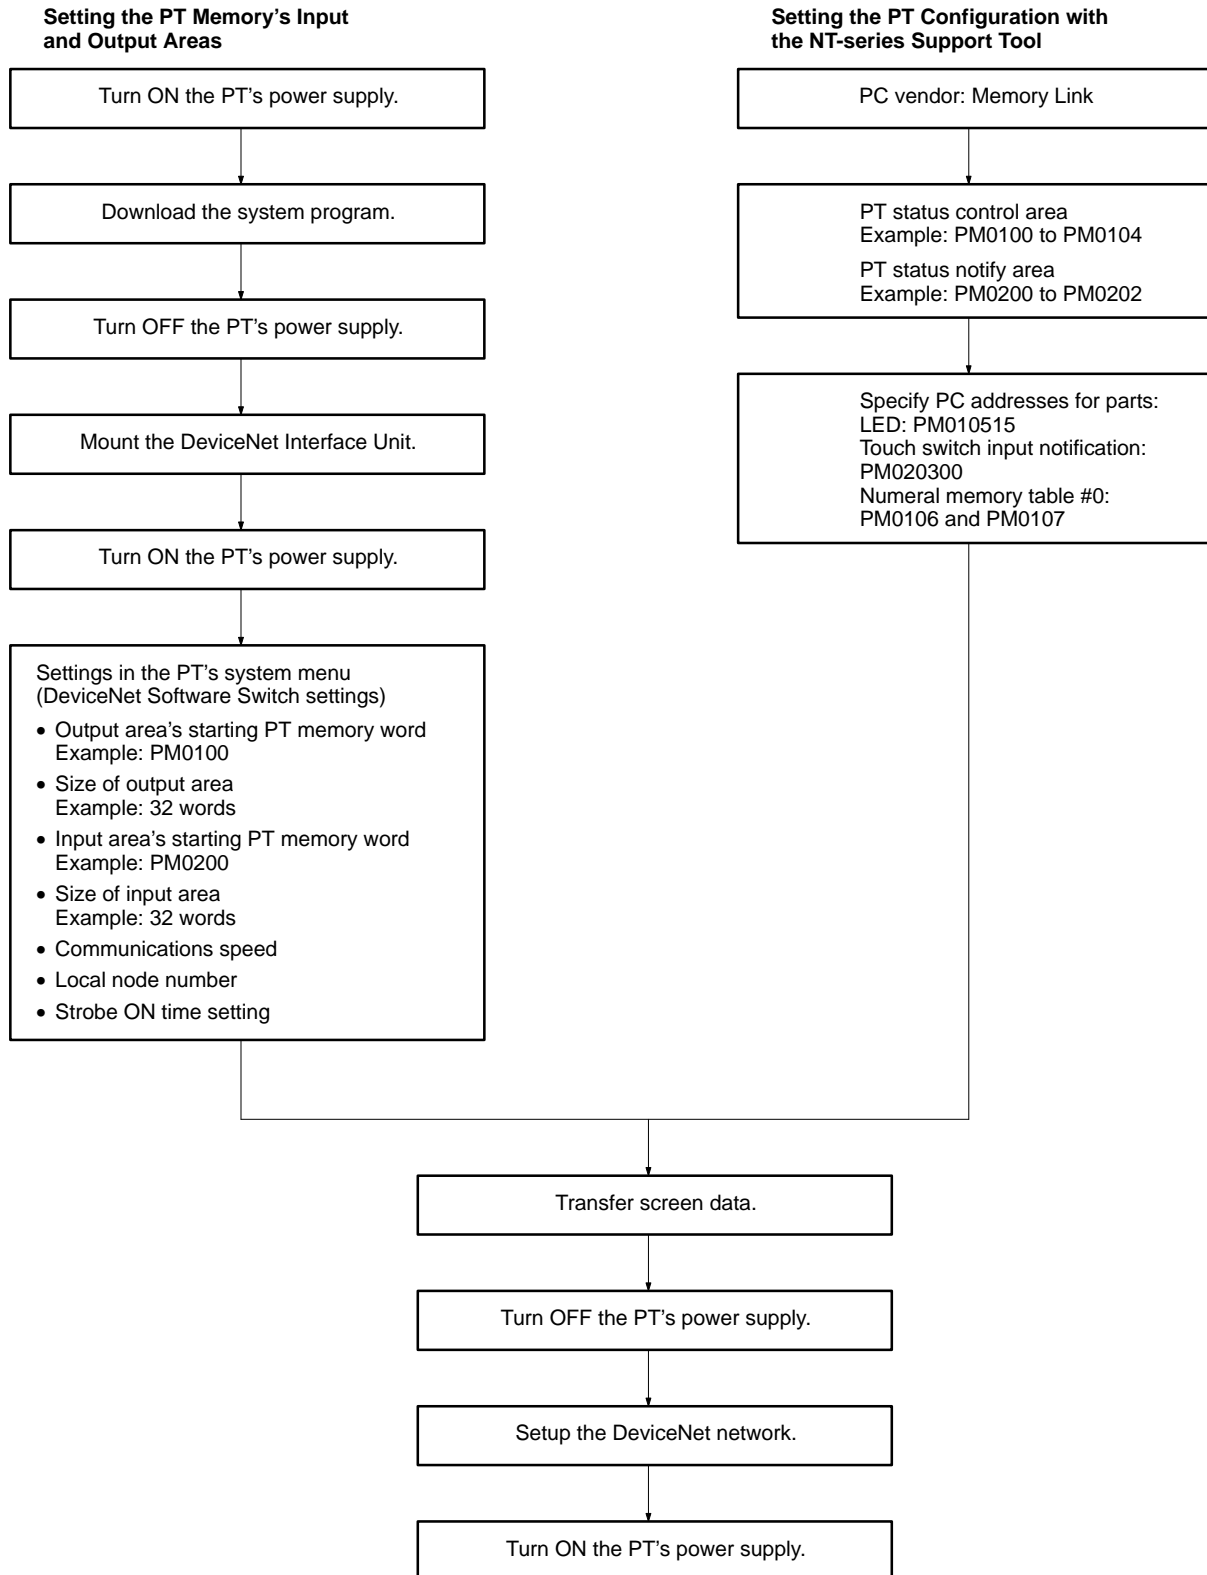 Setting the PT Memory's Input
and Output Areas
Turn ON the PT's power supply.
Download the system program.
Turn OFF the PT's power supply.
Mount the DeviceNet Interface Unit.
Turn ON the PT's power supply.
Settings in the PT's system menu
(DeviceNet Software Switch settings)
• Output area's starting PT memory word
Example: PM0100
• Size of output area
Example: 32 words
• Input area's starting PT memory word
Example: PM0200
• Size of input area
Example: 32 words
• Communications speed
• Local node number
• Strobe ON time setting
Setting the PT Configuration with
the NT-series Support Tool
PC vendor: Memory Link
PT status control area
Example: PM0100 to PM0104
PT status notify area
Example: PM0200 to PM0202
Specify PC addresses for parts:
LED: PM010515
Touch switch input notification:
PM020300
Numeral memory table #0:
PM0106 and PM0107
Transfer screen data.
Turn OFF the PT's power supply.
Setup the DeviceNet network.
Turn ON the PT's power supply.